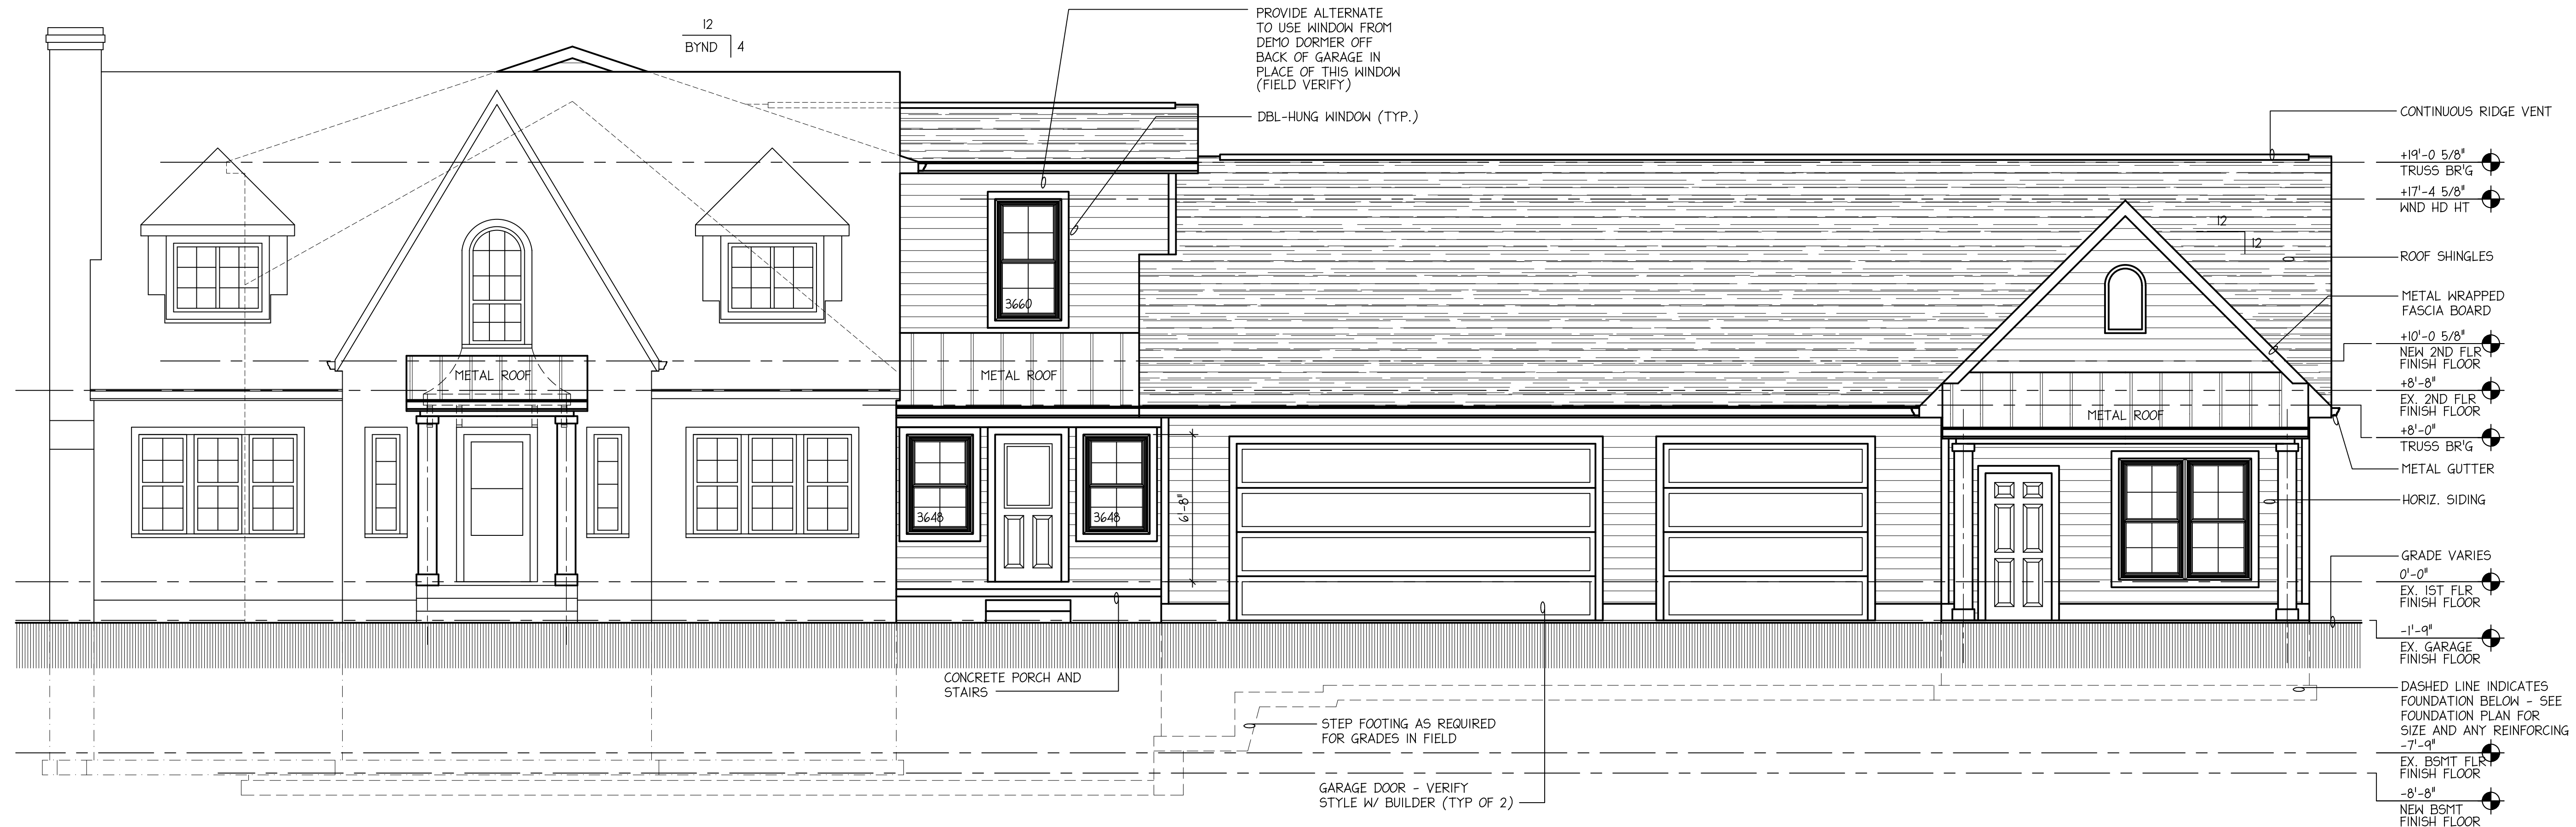 12
BYND 4
PROVIDE ALTERNATE
TO USE WINDOW FROM
DEMO DORMER OFF
BACK OF GARAGE IN
PLACE OF THIS WINDOW
(FIELD VERIFY)
DBL-HUNG WINDOW (TYP.)
CONTINUOUS RIDGE VENT
+19'-0 5/8"
TRUSS BR'G
+17'-4 5/8"
WND HD HT
12
12
ROOF SHINGLES
METAL WRAPPED
FASCIA BOARD
3660
+10'-0 5/8"
NEW 2ND FLR
FINISH FLOOR
METAL ROOF
METAL ROOF
+8'-8"
EX. 2ND FLR
FINISH FLOOR
METAL ROOF
+8'-0"
TRUSS BR'G
METAL GUTTER
HORIZ. SIDING
3648
3648
6'-8"
GRADE VARIES
0'-0"
EX. 1ST FLR
FINISH FLOOR
-1'-9"
EX. GARAGE
FINISH FLOOR
CONCRETE PORCH AND
STAIRS
DASHED LINE INDICATES
FOUNDATION BELOW - SEE
FOUNDATION PLAN FOR
SIZE AND ANY REINFORCING
STEP FOOTING AS REQUIRED
FOR GRADES IN FIELD
-7'-9"
EX. BSMT FLR
FINISH FLOOR
GARAGE DOOR - VERIFY
STYLE W/ BUILDER (TYP OF 2)
-8'-8"
NEW BSMT
FINISH FLOOR